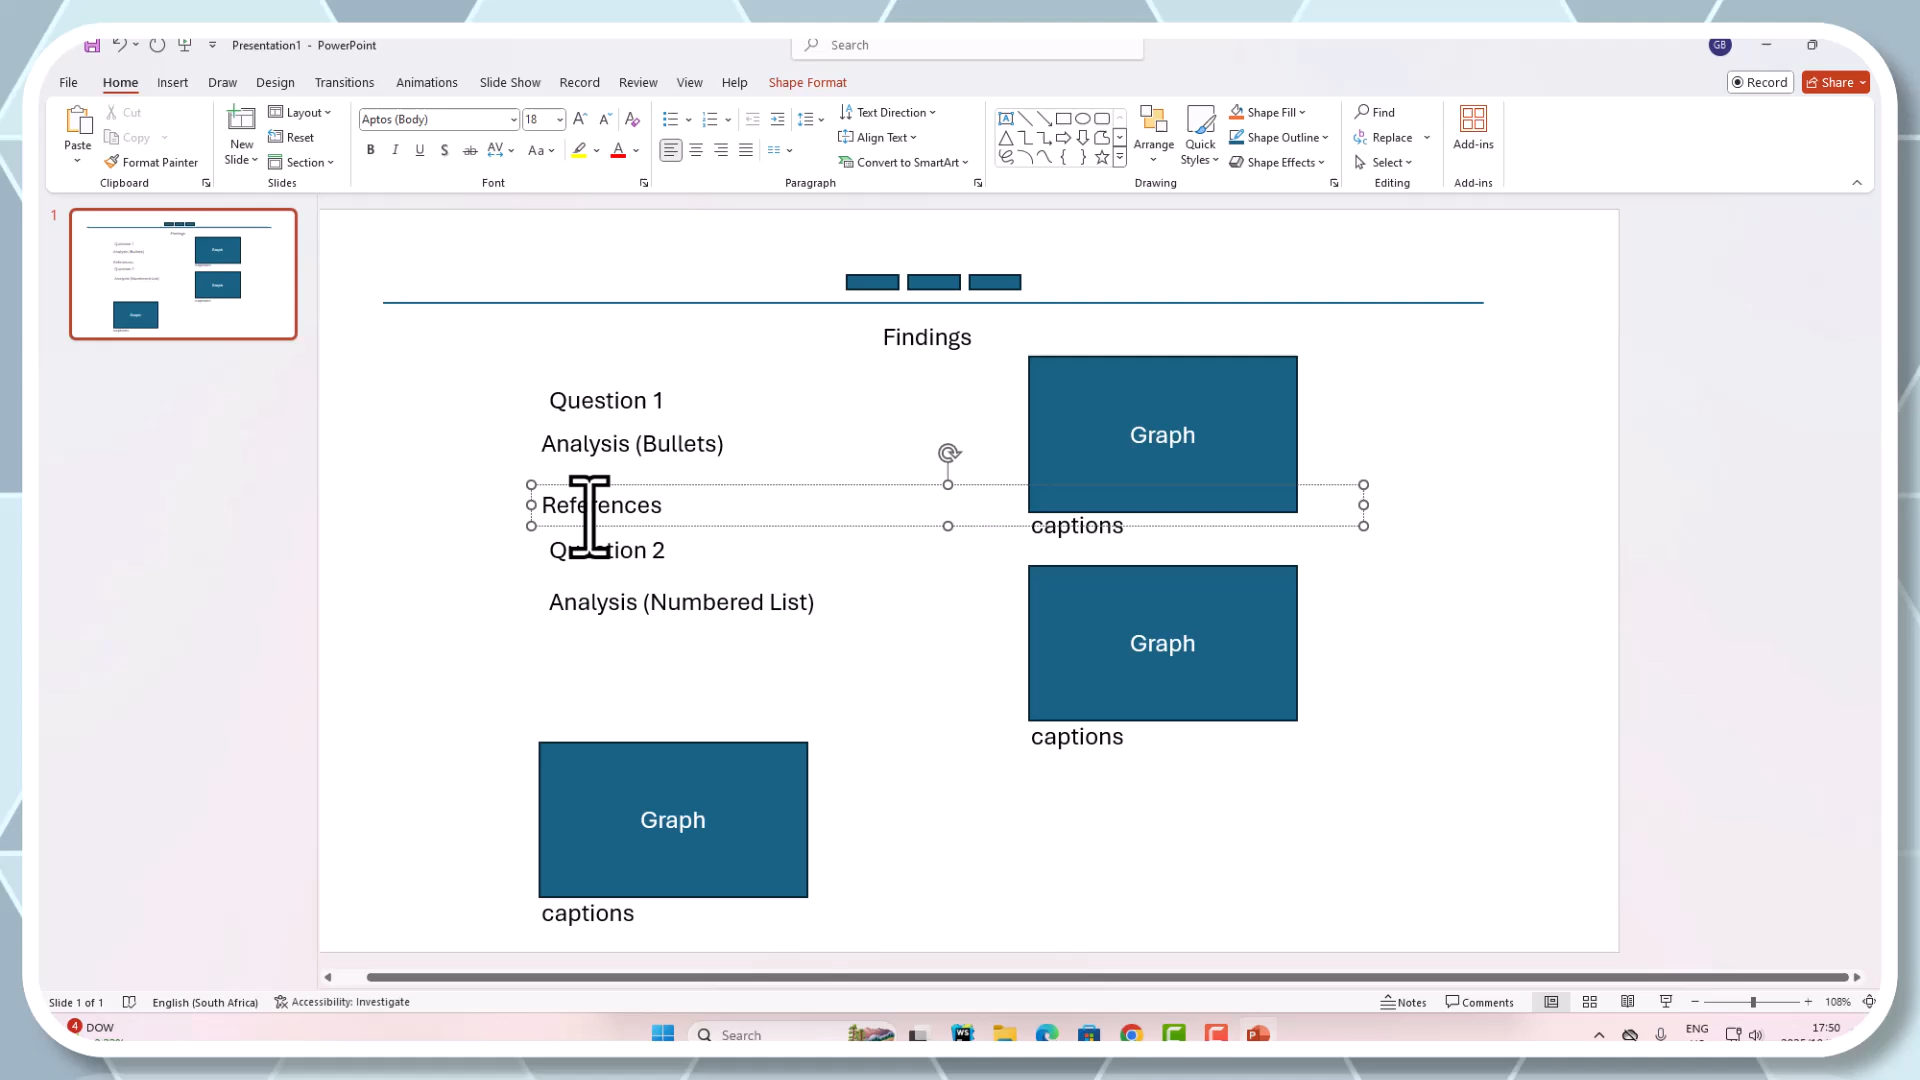 Presentation1 - PowerPoint
Search
GB
File Home Insert Draw Design Transitions Animations Slide Show Record Review View Help Shape Format
Record Share
Paste
Cut
Copy
Format Painter
Clipboard
New Slide
Layout
Reset
Section
Slides
Aptos (Body) 18
Font
Paragraph
Text Direction
Align Text
Convert to SmartArt
Arrange
Quick Styles
Shape Fill
Shape Outline
Shape Effects
Drawing
Find
Replace
Select
Editing
Add-ins
Add-ins
1
Findings
Question 1
Analysis (Bullets)
References
Question 2
Analysis (Numbered List)
Graph
captions
Graph
captions
Graph
captions
Slide 1 of 1 English (South Africa) Accessibility: Investigate
Notes Comments 108%
4 DOW
Search
ENG
17:50